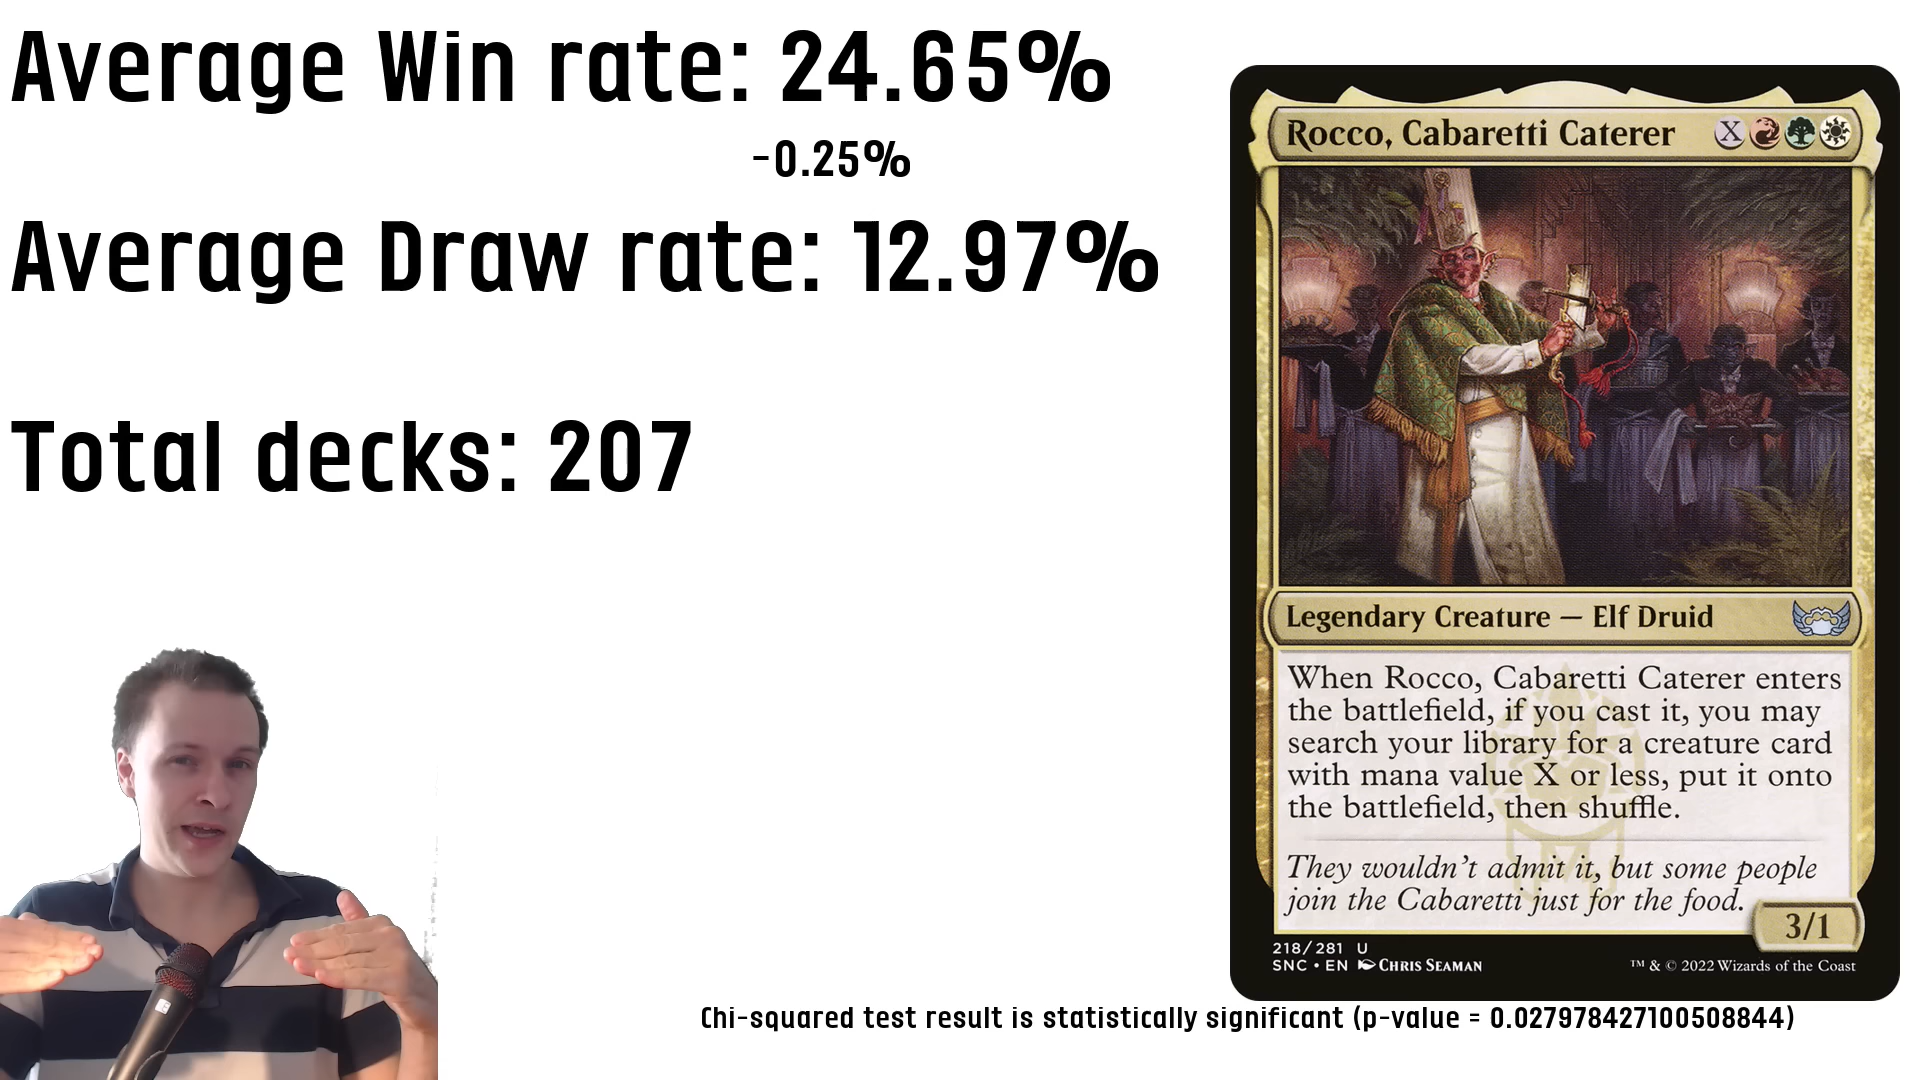 Average Win rate: 24.65%
-0.25%
Average Draw rate: 12.97%
Total decks: 207
Rocco, Cabaretti Caterer X
Legendary Creature — Elf Druid
When Rocco, Cabaretti Caterer enters
the battlefield, if you cast it, you may
search your library for a creature card
with mana value X or less, put it onto
the battlefield, then shuffle.
They wouldn't admit it, but some people
join the Cabaretti just for the food.
3/1
218/281 U
SNC • EN Chris Seaman
™ & © 2022 Wizards of the Coast
Chi-squared test result is statistically significant (p-value = 0.027978427100508844)